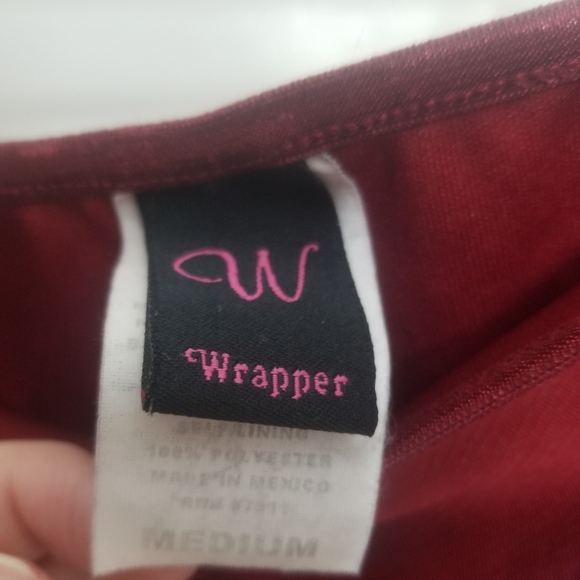 W
Wrapper
SELF LINING
100% POLYESTER
MADE IN MEXICO
MEDIUM